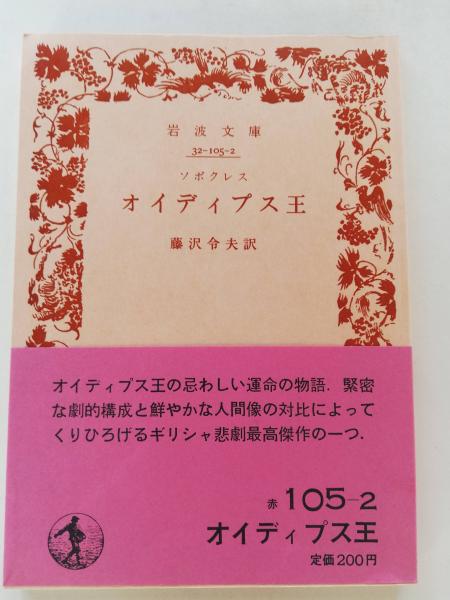 岩波文庫
32-105-2
ソポクレス
オイディプス王
藤沢令夫訳
オイディプス王の忌わしい運命の物語．緊密
な劇的構成と鮮やかな人間像の対比によって
くりひろげるギリシャ悲劇最高傑作の一つ．
赤 105-2
オイディプス王
定価200円